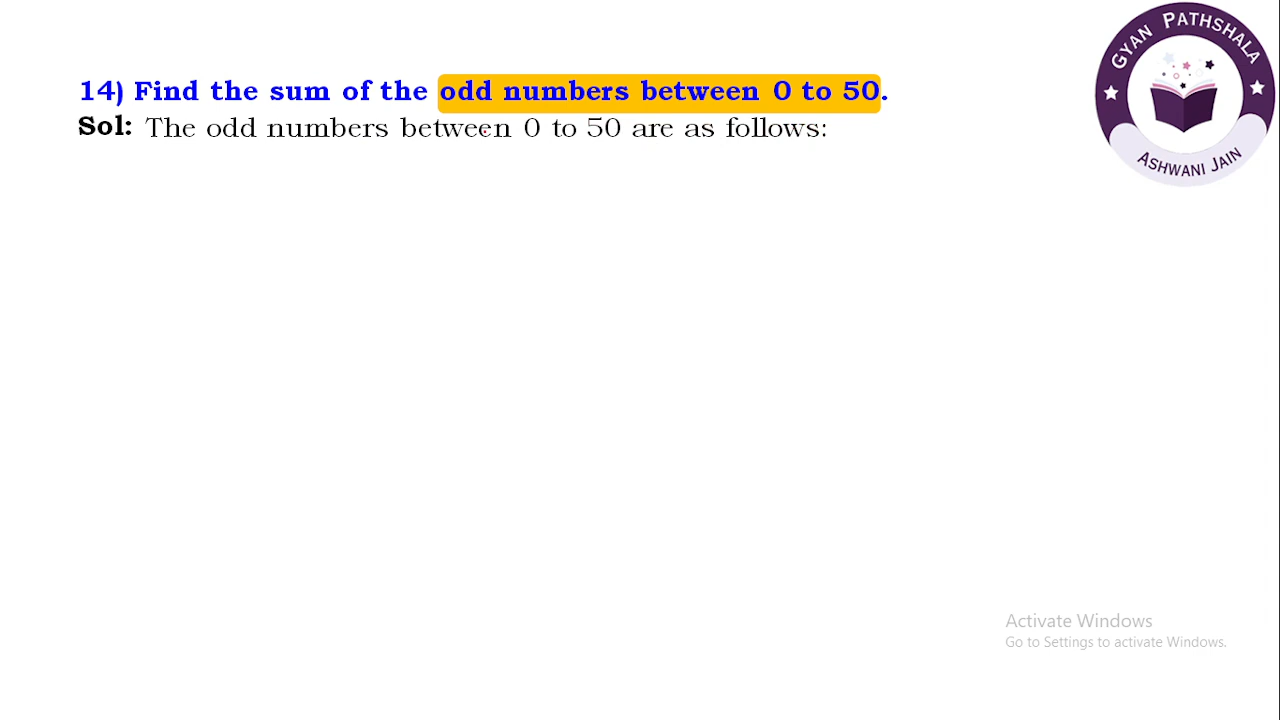 GYAN PATHSHALA
14) Find the sum of the odd numbers between 0 to 50.
Sol: The odd numbers between 0 to 50 are as follows:
ASHWANI JAIN
Activate Windows
Go to Settings to activate Windows.